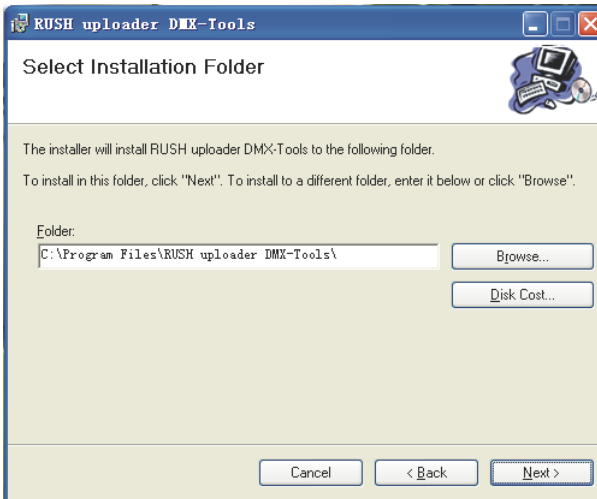 RUSH uploader DMX-Tools
Select Installation Folder
The installer will install RUSH uploader DMX-Tools to the following folder.
To install in this folder, click "Next". To install to a different folder, enter it below or click "Browse".
Folder:
C:\Program Files\RUSH uploader DMX-Tools\
Browse...
Disk Cost...
Cancel
< Back
Next >